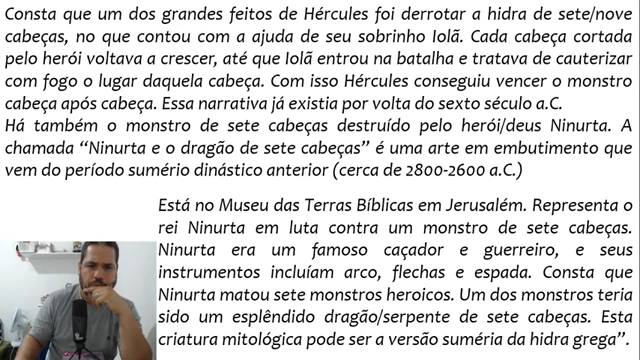 Consta que um dos grandes feitos de Hércules foi derrotar a hidra de sete/nove
cabeças, no que contou com a ajuda de seu sobrinho Iolã. Cada cabeça cortada
pelo herói voltava a crescer, até que Iolã entrou na batalha e tratava de cauterizar
com fogo o lugar daquela cabeça. Com isso Hércules conseguiu vencer o monstro
cabeça após cabeça. Essa narrativa já existia por volta do sexto século a.C.
Há também o monstro de sete cabeças destruído pelo herói/deus Ninurta. A
chamada “Ninurta e o dragão de sete cabeças” é uma arte em embutimento que
vem do período sumério dinástico anterior (cerca de 2800-2600 a.C.)
Está no Museu das Terras Bíblicas em Jerusalém. Representa o
rei Ninurta em luta contra um monstro de sete cabeças.
Ninurta era um famoso caçador e guerreiro, e seus
instrumentos incluíam arco, flechas e espada. Consta que
Ninurta matou sete monstros heroicos. Um dos monstros teria
sido um esplêndido dragão/serpente de sete cabeças. Esta
criatura mitológica pode ser a versão suméria da hidra grega”.